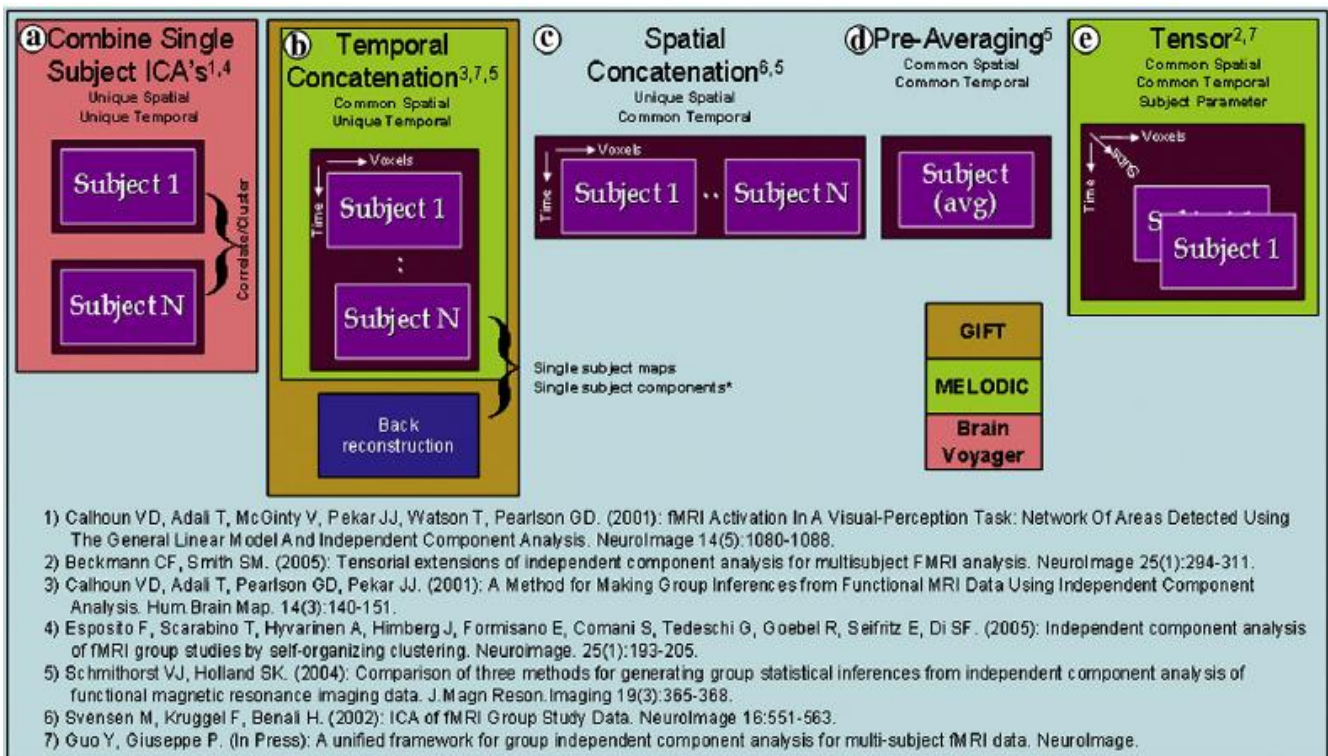 a Combine Single
Subject ICA's1,4
Unique Spatial
Unique Temporal
Subject 1
Subject N
Correlate/Cluster
b Temporal
Concatenation3,7,5
Common Spatial
Unique Temporal
Voxels
Time
Subject 1
:
Subject N
Back
reconstruction
Single subject maps
Single subject components*
c Spatial
Concatenation6,5
Unique Spatial
Common Temporal
Voxels
Time
Subject 1 .. Subject N
d Pre-Averaging5
Common Spatial
Common Temporal
Subject
(avg)
e Tensor2,7
Common Spatial
Common Temporal
Subject Parameter
Voxels
Time
Subject 1
GIFT
MELODIC
Brain
Voyager
1) Calhoun VD, Adali T, McGinty V, Pekar JJ, Watson T, Pearlson GD. (2001): fMRI Activation In A Visual-Perception Task: Network Of Areas Detected Using
The General Linear Model And Independent Component Analysis. NeuroImage 14(5):1080-1088.
2) Beckmann CF, Smith SM. (2005): Tensorial extensions of independent component analysis for multisubject FMRI analysis. NeuroImage 25(1):294-311.
3) Calhoun VD, Adali T, Pearlson GD, Pekar JJ. (2001): A Method for Making Group Inferences from Functional MRI Data Using Independent Component
Analysis. Hum.Brain Map. 14(3):140-151.
4) Esposito F, Scarabino T, Hyvarinen A, Himberg J, Formisano E, Comani S, Tedeschi G, Goebel R, Seifritz E, Di SF. (2005): Independent component analysis
of fMRI group studies by self-organizing clustering. Neuroimage. 25(1):193-205.
5) Schmithorst VJ, Holland SK. (2004): Comparison of three methods for generating group statistical inferences from independent component analysis of
functional magnetic resonance imaging data. J.Magn Reson.Imaging 19(3):365-368.
6) Svensen M, Kruggel F, Benali H. (2002): ICA of fMRI Group Study Data. NeuroImage 16:551-563.
7) Guo Y, Giuseppe P. (In Press): A unified framework for group independent component analysis for multi-subject fMRI data. NeuroImage.